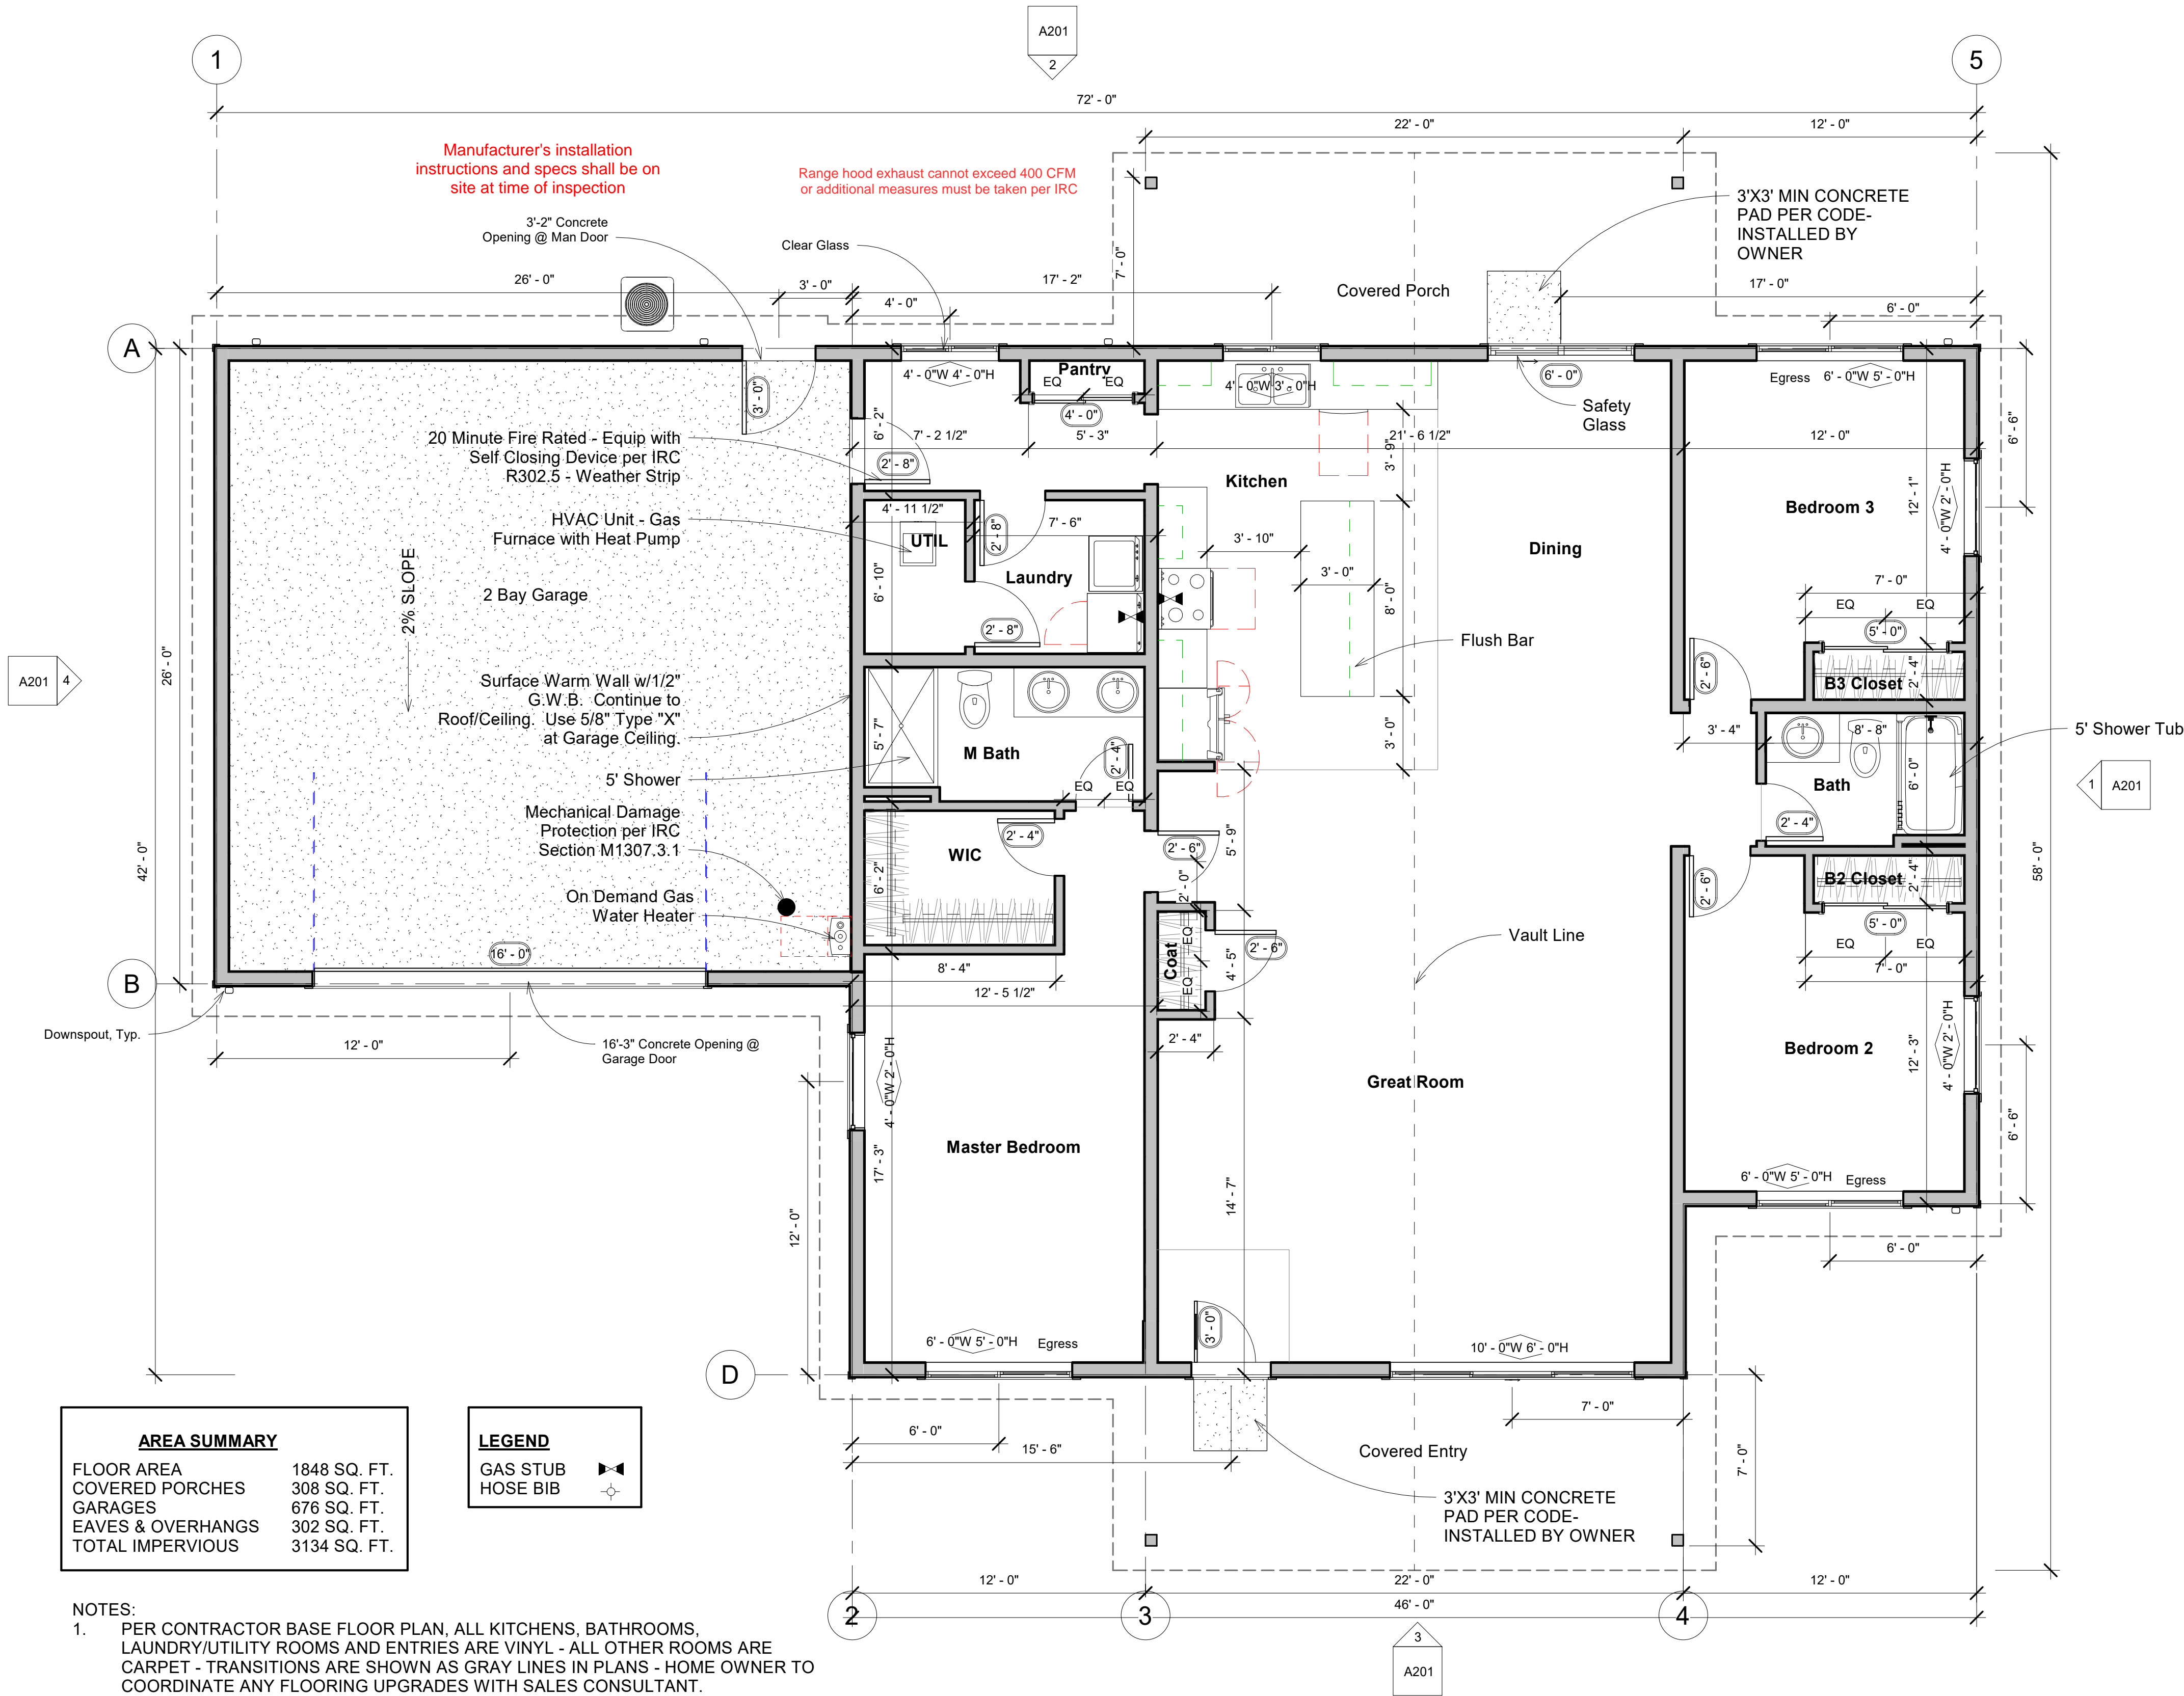 A201
2
1
5
72' - 0"
22' - 0"
12' - 0"
Manufacturer's installation
instructions and specs shall be on
site at time of inspection
Range hood exhaust cannot exceed 400 CFM
or additional measures must be taken per IRC
3'-2" Concrete
Opening @ Man Door
Clear Glass
3'X3' MIN CONCRETE
PAD PER CODE-
INSTALLED BY
OWNER
26' - 0"
3' - 0"
17' - 2"
7' - 0"
4' - 0"
Covered Porch
17' - 0"
6' - 0"
A
4' - 0"W 4' - 0"H
Pantry
EQ
EQ
4' - 0"
4' - 0"W 3' - 0"H
6' - 0"
Safety
Glass
Egress
6' - 0"W 5' - 0"H
3' - 0"
6' - 2"
7' - 2 1/2"
5' - 3"
21' - 6 1/2"
3' - 9"
12' - 0"
6' - 6"
20 Minute Fire Rated - Equip with
Self Closing Device per IRC
R302.5 - Weather Strip
2' - 8"
Kitchen
Bedroom 3
12' - 1"
4' - 0"W 2' - 0"H
HVAC Unit - Gas
Furnace with Heat Pump
4' - 11 1/2"
UTIL
2' - 8"
7' - 6"
3' - 10"
Dining
2% SLOPE
2 Bay Garage
6' - 10"
Laundry
3' - 0"
8' - 0"
7' - 0"
EQ
EQ
5' - 0"
2' - 8"
Flush Bar
A201
4
26' - 0"
Surface Warm Wall w/1/2"
G.W.B. Continue to
Roof/Ceiling. Use 5/8" Type "X"
at Garage Ceiling.
2' - 6"
B3 Closet
2' - 4"
5' - 7"
M Bath
2' - 4"
3' - 0"
3' - 4"
8' - 8"
5' Shower Tub
5' Shower
EQ
EQ
Bath
6' - 0"
1
A201
Mechanical Damage
Protection per IRC
Section M1307.3.1
2' - 4"
WIC
6' - 2"
2' - 6"
5' - 9"
2' - 0"
2' - 4"
42' - 0"
58' - 0"
On Demand Gas
Water Heater
2' - 6"
B2 Closet
2' - 4"
5' - 0"
EQ
EQ
7' - 0"
16' - 0"
B
8' - 4"
12' - 5 1/2"
Coat
EQ
EQ
2' - 6"
4' - 5"
Vault Line
Downspout, Typ.
12' - 0"
16'-3" Concrete Opening @
Garage Door
4' - 0"W 2' - 0"H
2' - 4"
Great Room
Bedroom 2
12' - 3"
4' - 0"W 2' - 0"H
6' - 6"
Master Bedroom
17' - 3"
14' - 7"
12' - 0"
6' - 0"W 5' - 0"H
Egress
6' - 0"
6' - 0"W 5' - 0"H
Egress
3' - 0"
10' - 0"W 6' - 0"H
D
6' - 0"
15' - 6"
7' - 0"
7' - 0"
Covered Entry
3'X3' MIN CONCRETE
PAD PER CODE-
INSTALLED BY OWNER
AREA SUMMARY
FLOOR AREA 1848 SQ. FT.
COVERED PORCHES 308 SQ. FT.
GARAGES 676 SQ. FT.
EAVES & OVERHANGS 302 SQ. FT.
TOTAL IMPERVIOUS 3134 SQ. FT.
LEGEND
GAS STUB
HOSE BIB
12' - 0"
22' - 0"
12' - 0"
46' - 0"
2
3
4
3
A201
NOTES:
1. PER CONTRACTOR BASE FLOOR PLAN, ALL KITCHENS, BATHROOMS,
LAUNDRY/UTILITY ROOMS AND ENTRIES ARE VINYL - ALL OTHER ROOMS ARE
CARPET - TRANSITIONS ARE SHOWN AS GRAY LINES IN PLANS - HOME OWNER TO
COORDINATE ANY FLOORING UPGRADES WITH SALES CONSULTANT.